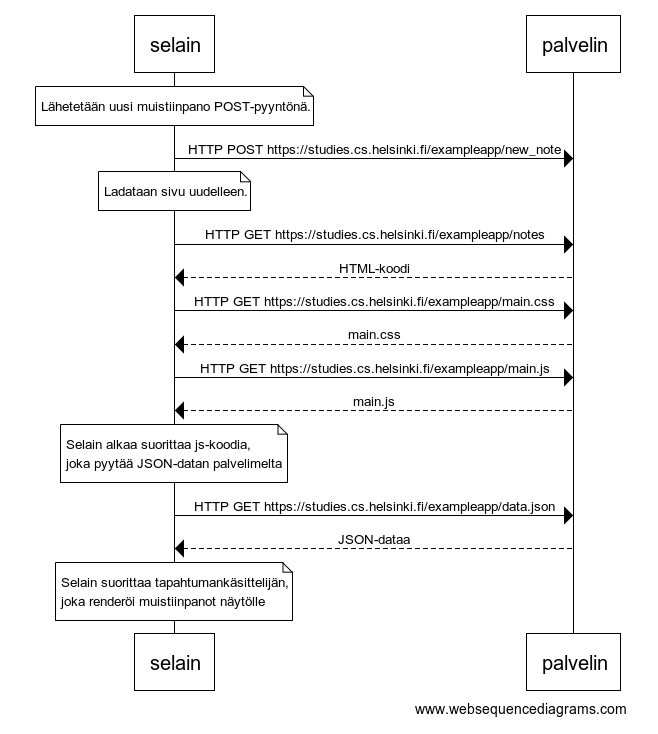 selain
palvelin
Lähetetään uusi muistiinpano POST-pyyntönä.
HTTP POST https://studies.cs.helsinki.fi/exampleapp/new_note
Ladataan sivu uudelleen.
HTTP GET https://studies.cs.helsinki.fi/exampleapp/notes
HTML-koodi
HTTP GET https://studies.cs.helsinki.fi/exampleapp/main.css
main.css
HTTP GET https://studies.cs.helsinki.fi/exampleapp/main.js
main.js
Selain alkaa suorittaa js-koodia,
joka pyytää JSON-datan palvelimelta
HTTP GET https://studies.cs.helsinki.fi/exampleapp/data.json
JSON-dataa
Selain suorittaa tapahtumankäsittelijän,
joka renderöi muistiinpanot näytölle
selain
palvelin
www.websequencediagrams.com